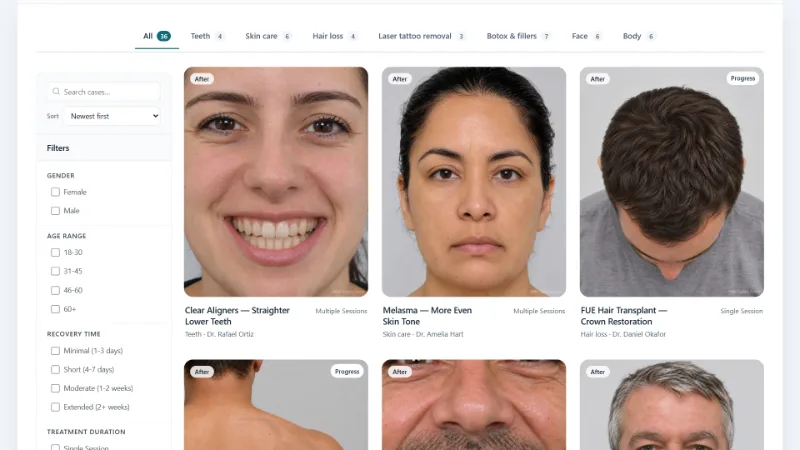 All 36 Teeth 4 Skin care 6 Hair loss 4 Laser tattoo removal 3 Botox & fillers 7 Face 6 Body 6
Search cases...
Sort Newest first
Filters
GENDER
Female
Male
AGE RANGE
18-30
31-45
46-60
60+
RECOVERY TIME
Minimal (1-3 days)
Short (4-7 days)
Moderate (1-2 weeks)
Extended (2+ weeks)
TREATMENT DURATION
Single Session
After
Clear Aligners — Straighter
Lower Teeth
Multiple Sessions
Teeth · Dr. Rafael Ortiz
After
Melasma — More Even
Skin Tone
Multiple Sessions
Skin care · Dr. Amelia Hart
After
Progress
FUE Hair Transplant —
Crown Restoration
Single Session
Hair loss · Dr. Daniel Okafor
After
Progress
After
After